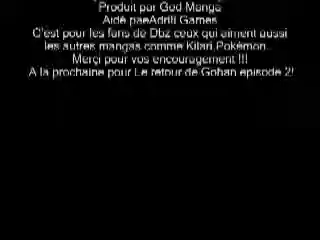 Produit par God Manga
Aidé paeAdrill Games
C'est pour les fans de Dbz ceux qui aiment aussi
les autres mangas comme Kilari,Pokémon.
Merçi pour vos encouragement !!!
A la prochaine pour Le retour de Gohan episode 2!